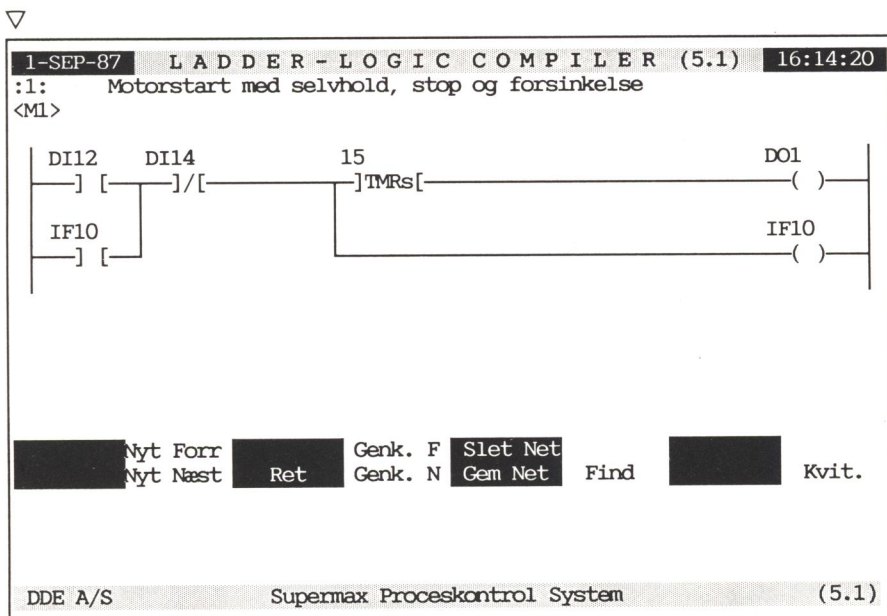 1-SEP-87 LADDER-LOGIC COMPILER (5.1) 16:14:20
:1: Motorstart med selvhold, stop og forsinkelse
<M1>
DI12 DI14 15 DO1
] [ ]/[ ]TMRs[ ( )
IF10 IF10
] [ ( )
Nyt Forr Genk. F Slet Net
Nyt Næst Ret Genk. N Gem Net Find Kvit.
DDE A/S Supermax Proceskontrol System (5.1)